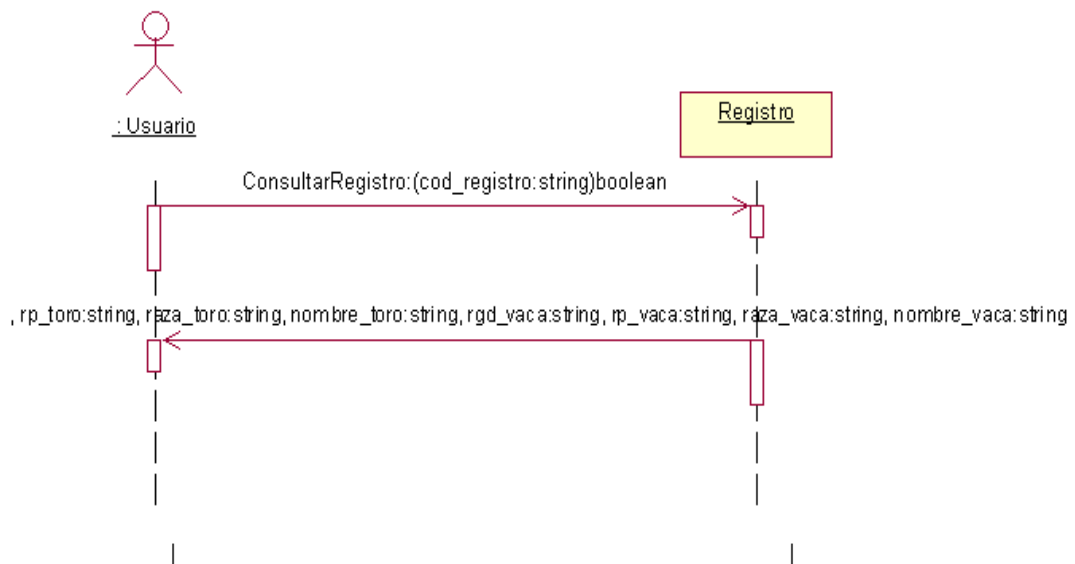 : Usuario
Registro
ConsultarRegistro:(cod_registro:string)boolean
, rp_toro:string, raza_toro:string, nombre_toro:string, rgd_vaca:string, rp_vaca:string, raza_vaca:string, nombre_vaca:string